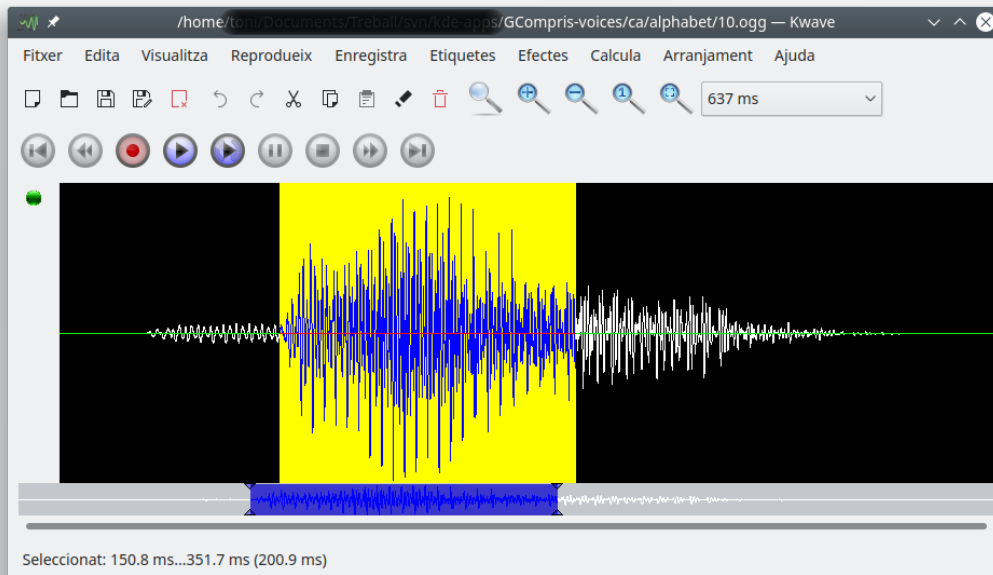 /home/ /GCompris-voices/ca/alphabet/10.ogg — Kwave
Fitxer Edita Visualitza Reprodueix Enregistra Etiquetes Efectes Calcula Arranjament Ajuda
1 637 ms
Seleccionat: 150.8 ms...351.7 ms (200.9 ms)